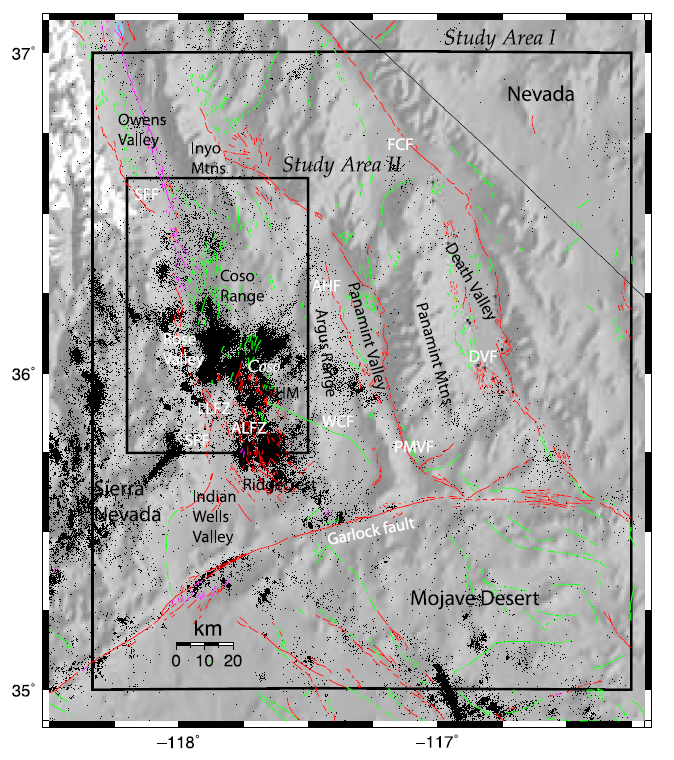 Study Area I
37°
Nevada
Owens
Valley
FCF
Inyo
Mtns
Study Area II
SFF
Death Valley
Coso
Range
AHF
Panamint Valley
Argus Range
Panamint Mtns
Rose
Valley
DVF
36°
Coso
LLFZ
WCF
ALFZ
SFF
PMVF
Sierra
Nevada
Indian
Wells
Valley
Garlock fault
Mojave Desert
km
0 10 20
35°
−118°
−117°